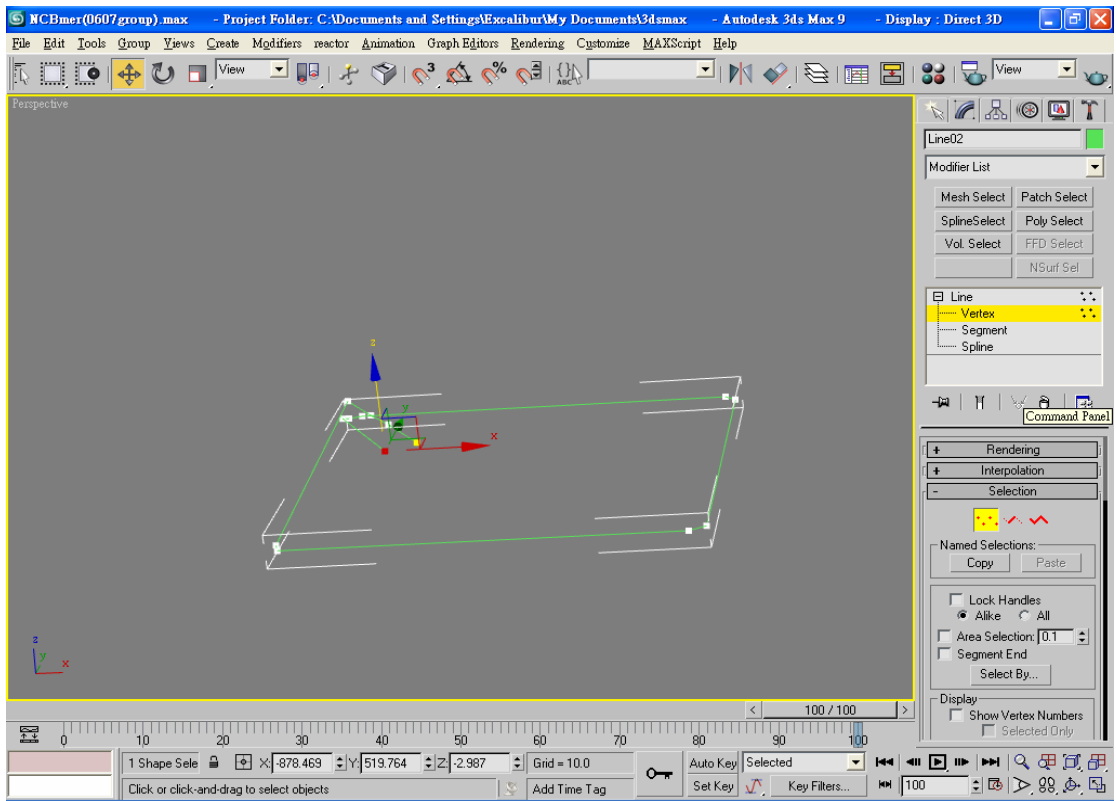 NCBmer(0607group).max - Project Folder: C:\Documents and Settings\Excalibur\My Documents\3dsmax - Autodesk 3ds Max 9 - Display : Direct 3D
File Edit Tools Group Views Create Modifiers reactor Animation Graph Editors Rendering Customize MAXScript Help
View 3 % ABC View
Perspective
Line02
Modifier List
Mesh Select Patch Select
SplineSelect Poly Select
Vol. Select FFD Select
NSurf Sel
Line
Vertex
Segment
Spline
Command Panel
+ Rendering
+ Interpolation
- Selection
Named Selections:
Copy Paste
Lock Handles
Alike All
Area Selection: 0.1
Segment End
Select By...
Display
Show Vertex Numbers
Selected Only
z
y
x
z
y
x
< 100 / 100 >
0 10 20 30 40 50 60 70 80 90 100
1 Shape Sele X: -878.469 Y: 519.764 Z: -2.987 Grid = 10.0 Auto Key Selected
Click or click-and-drag to select objects Add Time Tag Set Key Key Filters... 100